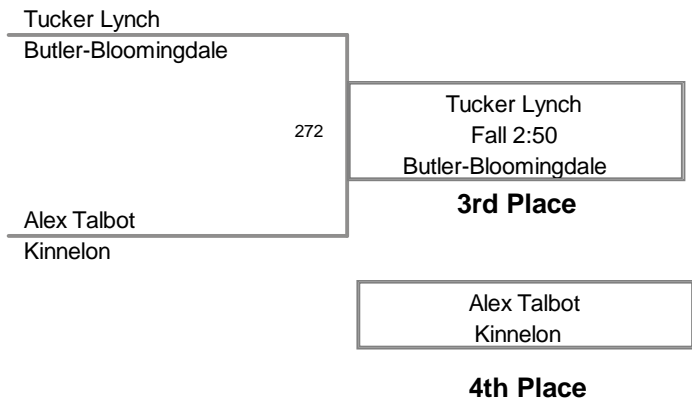 Tucker Lynch
Butler-Bloomingdale
272
Tucker Lynch
Fall 2:50
Butler-Bloomingdale
3rd Place
Alex Talbot
Kinnelon
Alex Talbot
Kinnelon
4th Place